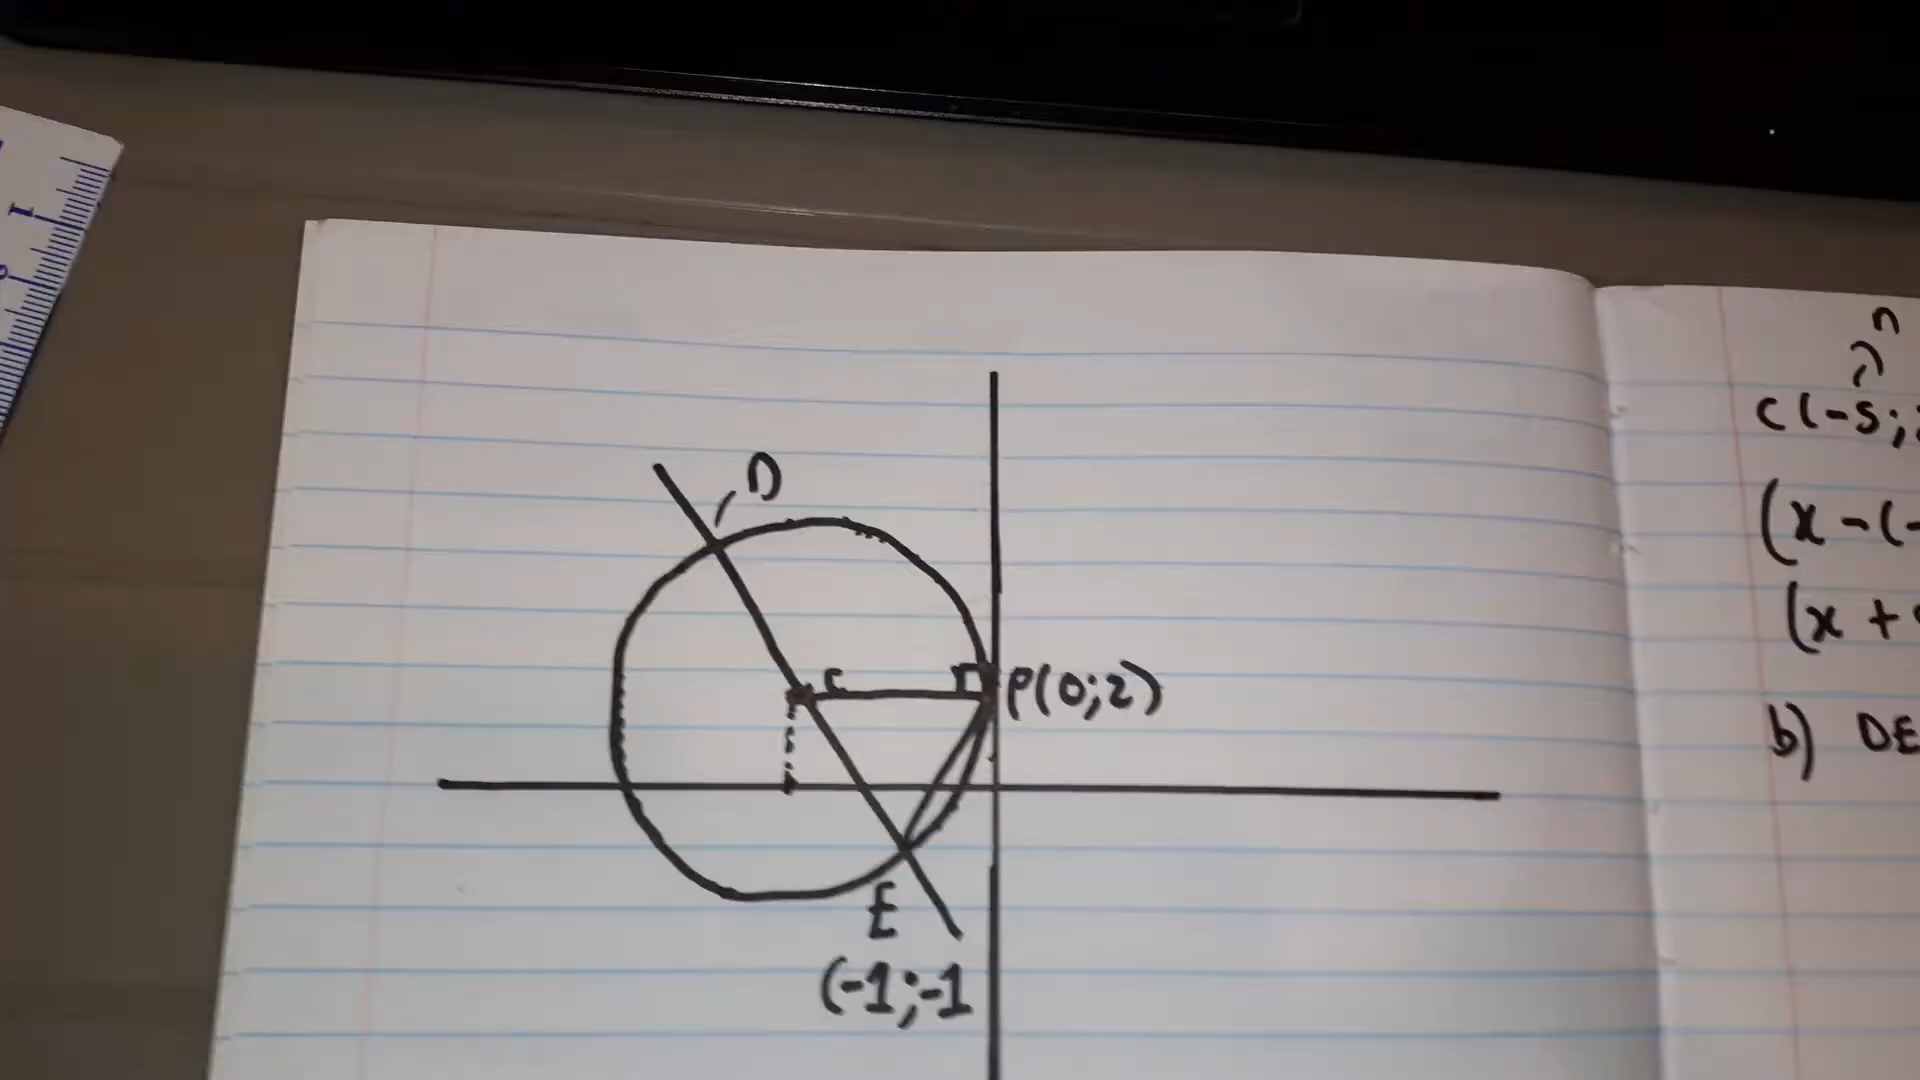 D
C
P(0;2)
E
(-1;-1
n
C(-5;
(x-(-
(x+
b) DE